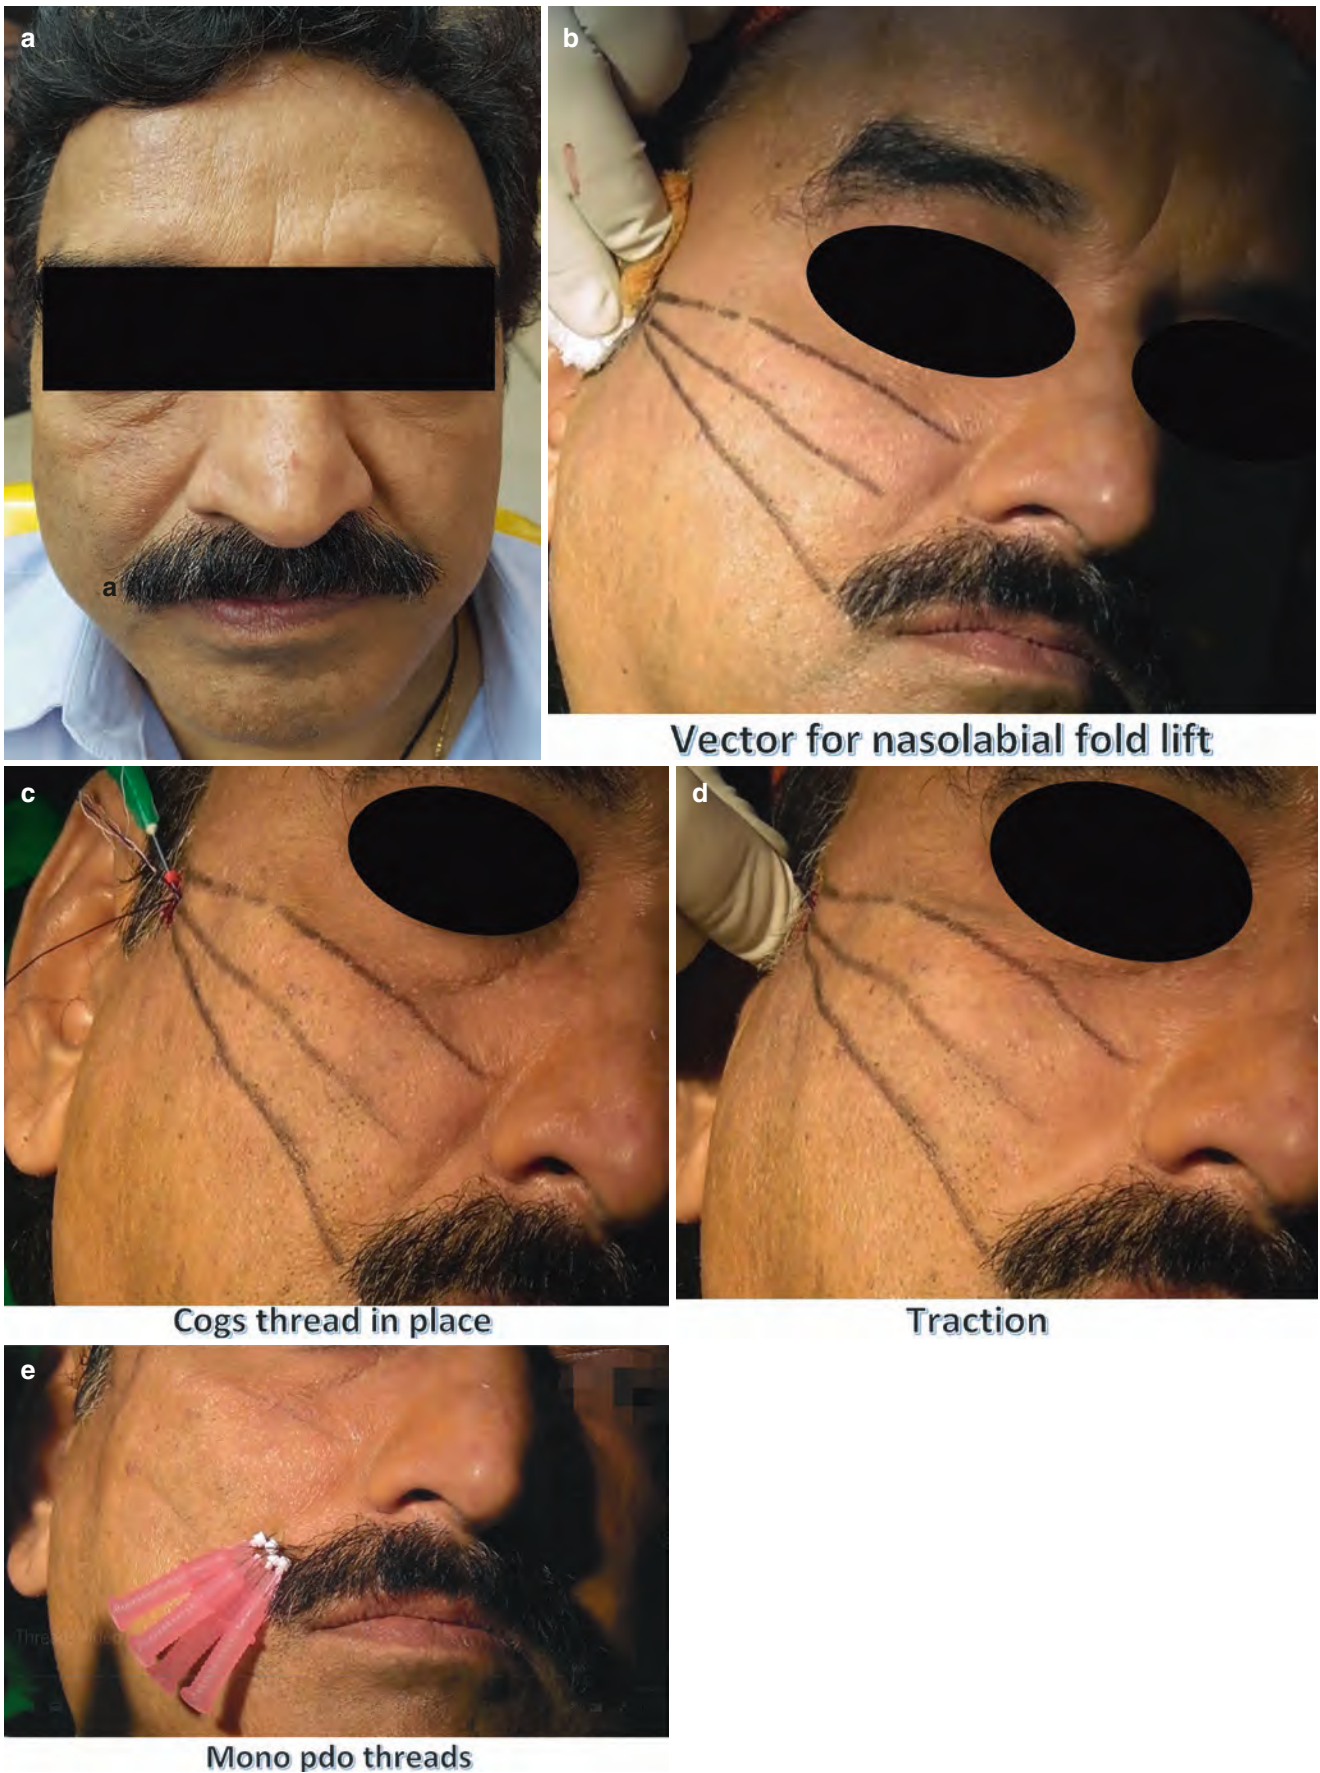 a
b
a
Vector for nasolabial fold lift
c
d
Cogs thread in place
Traction
e
Mono pdo threads